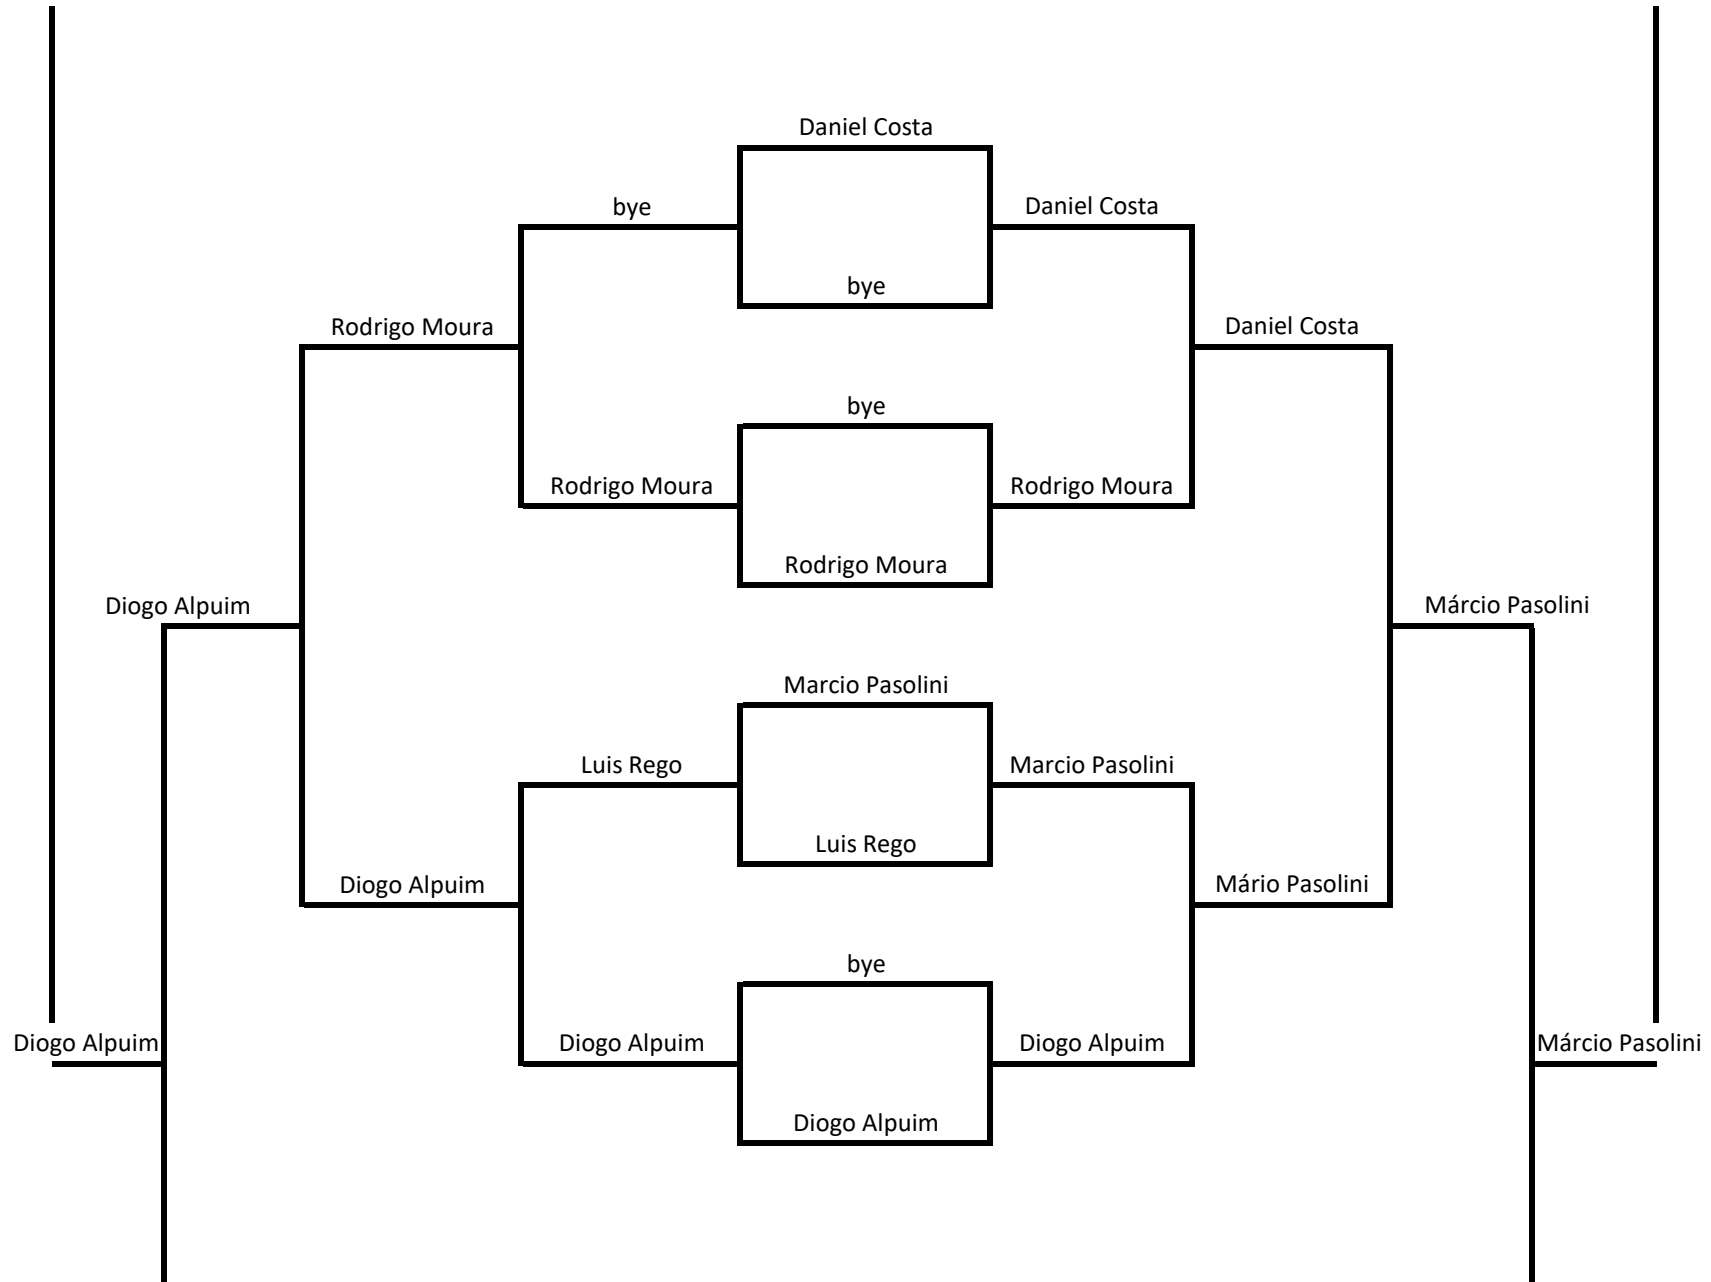 Daniel Costa
bye
Daniel Costa
bye
Rodrigo Moura
Daniel Costa
bye
Rodrigo Moura
Rodrigo Moura
Rodrigo Moura
Diogo Alpuim
Márcio Pasolini
Marcio Pasolini
Luis Rego
Marcio Pasolini
Luis Rego
Diogo Alpuim
Mário Pasolini
bye
Diogo Alpuim
Diogo Alpuim
Diogo Alpuim
Márcio Pasolini
Diogo Alpuim